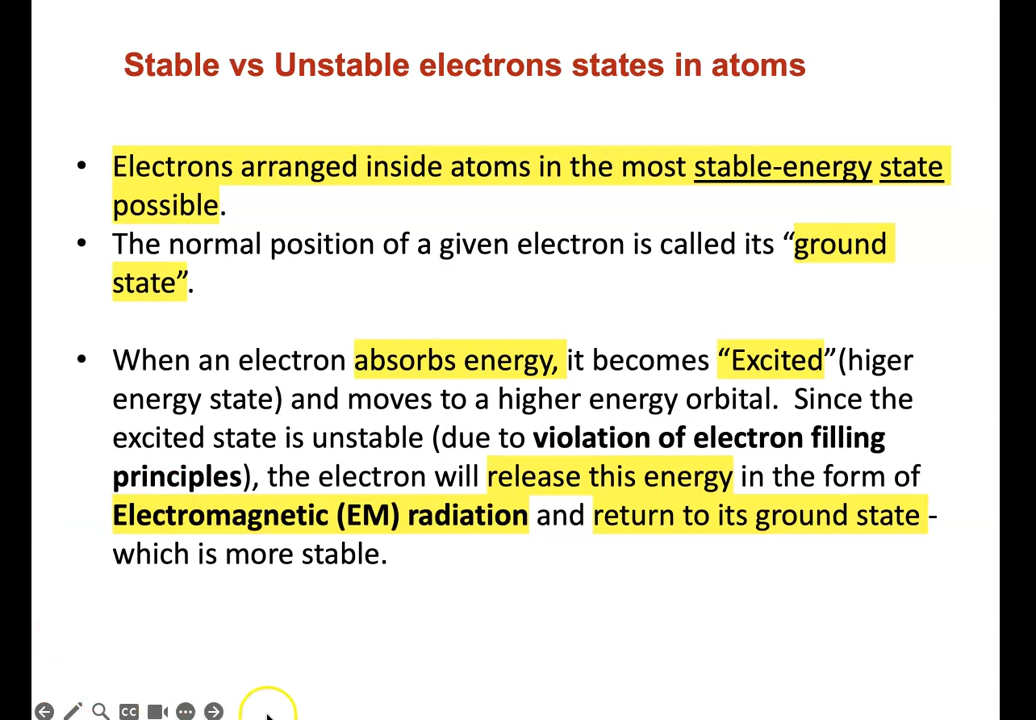 Stable vs Unstable electrons states in atoms
• Electrons arranged inside atoms in the most stable-energy state
possible.
• The normal position of a given electron is called its “ground
state”.
• When an electron absorbs energy, it becomes “Excited”(higer
energy state) and moves to a higher energy orbital. Since the
excited state is unstable (due to violation of electron filling
principles), the electron will release this energy in the form of
Electromagnetic (EM) radiation and return to its ground state -
which is more stable.
CC